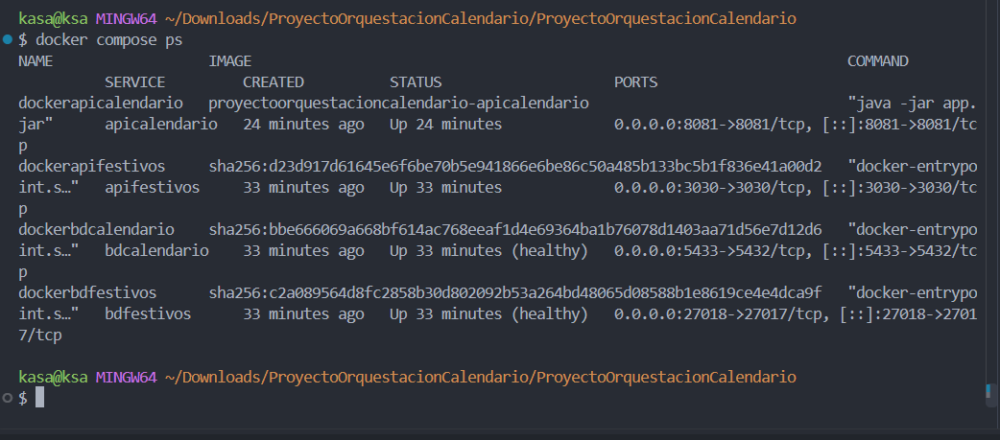 kasa@ksa MINGW64 ~/Downloads/ProyectoOrquestacionCalendario/ProyectoOrquestacionCalendario
$ docker compose ps
NAME IMAGE COMMAND
SERVICE CREATED STATUS PORTS
dockerapicalendario proyectoorquestacioncalendario-apicalendario "java -jar app.
jar" apicalendario 24 minutes ago Up 24 minutes 0.0.0.0:8081->8081/tcp, [::]:8081->8081/tc
p
dockerapifestivos sha256:d23d917d61645e6f6be70b5e941866e6be86c50a485b133bc5b1f836e41a00d2 "docker-entrypo
int.s…" apifestivos 33 minutes ago Up 33 minutes 0.0.0.0:3030->3030/tcp, [::]:3030->3030/tc
p
dockerbdcalendario sha256:bbe666069a668bf614ac768eeaf1d4e69364ba1b76078d1403aa71d56e7d12d6 "docker-entrypo
int.s…" bdcalendario 33 minutes ago Up 33 minutes (healthy) 0.0.0.0:5433->5432/tcp, [::]:5433->5432/tc
p
dockerbdfestivos sha256:c2a089564d8fc2858b30d802092b53a264bd48065d08588b1e8619ce4e4dca9f "docker-entrypo
int.s…" bdfestivos 33 minutes ago Up 33 minutes (healthy) 0.0.0.0:27018->27017/tcp, [::]:27018->2701
7/tcp
kasa@ksa MINGW64 ~/Downloads/ProyectoOrquestacionCalendario/ProyectoOrquestacionCalendario
$